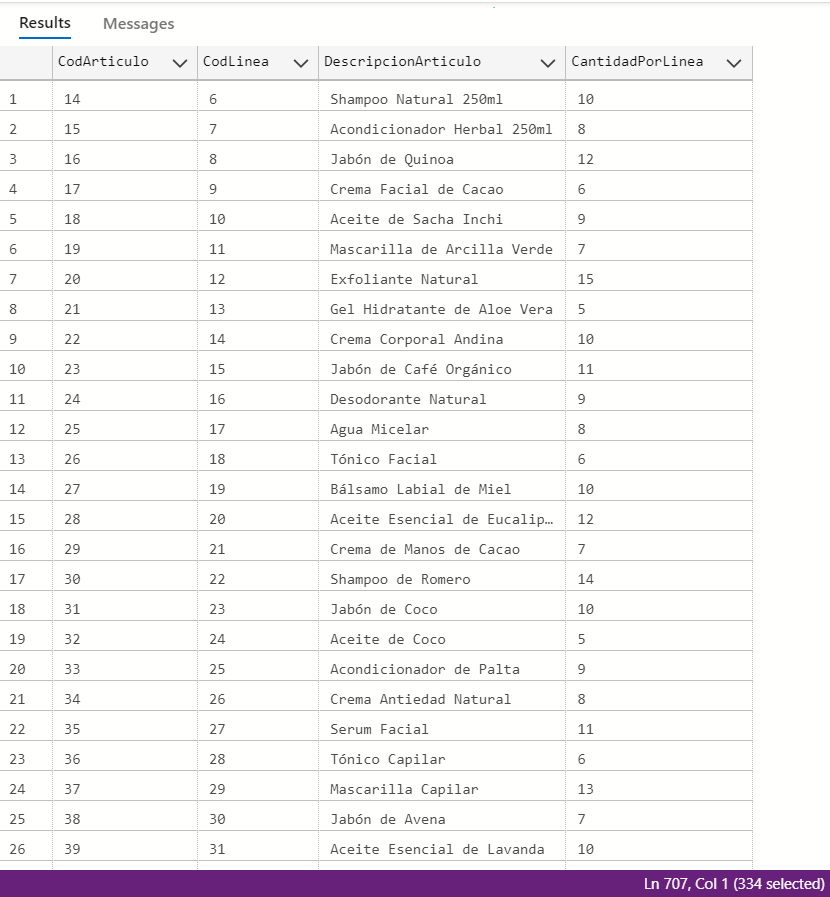 Results Messages
CodArticulo CodLinea DescripcionArticulo CantidadPorLinea
1 14 6 Shampoo Natural 250ml 10
2 15 7 Acondicionador Herbal 250ml 8
3 16 8 Jabón de Quinoa 12
4 17 9 Crema Facial de Cacao 6
5 18 10 Aceite de Sacha Inchi 9
6 19 11 Mascarilla de Arcilla Verde 7
7 20 12 Exfoliante Natural 15
8 21 13 Gel Hidratante de Aloe Vera 5
9 22 14 Crema Corporal Andina 10
10 23 15 Jabón de Café Orgánico 11
11 24 16 Desodorante Natural 9
12 25 17 Agua Micelar 8
13 26 18 Tónico Facial 6
14 27 19 Bálsamo Labial de Miel 10
15 28 20 Aceite Esencial de Eucalip… 12
16 29 21 Crema de Manos de Cacao 7
17 30 22 Shampoo de Romero 14
18 31 23 Jabón de Coco 10
19 32 24 Aceite de Coco 5
20 33 25 Acondicionador de Palta 9
21 34 26 Crema Antiedad Natural 8
22 35 27 Serum Facial 11
23 36 28 Tónico Capilar 6
24 37 29 Mascarilla Capilar 13
25 38 30 Jabón de Avena 7
26 39 31 Aceite Esencial de Lavanda 10
Ln 707, Col 1 (334 selected)